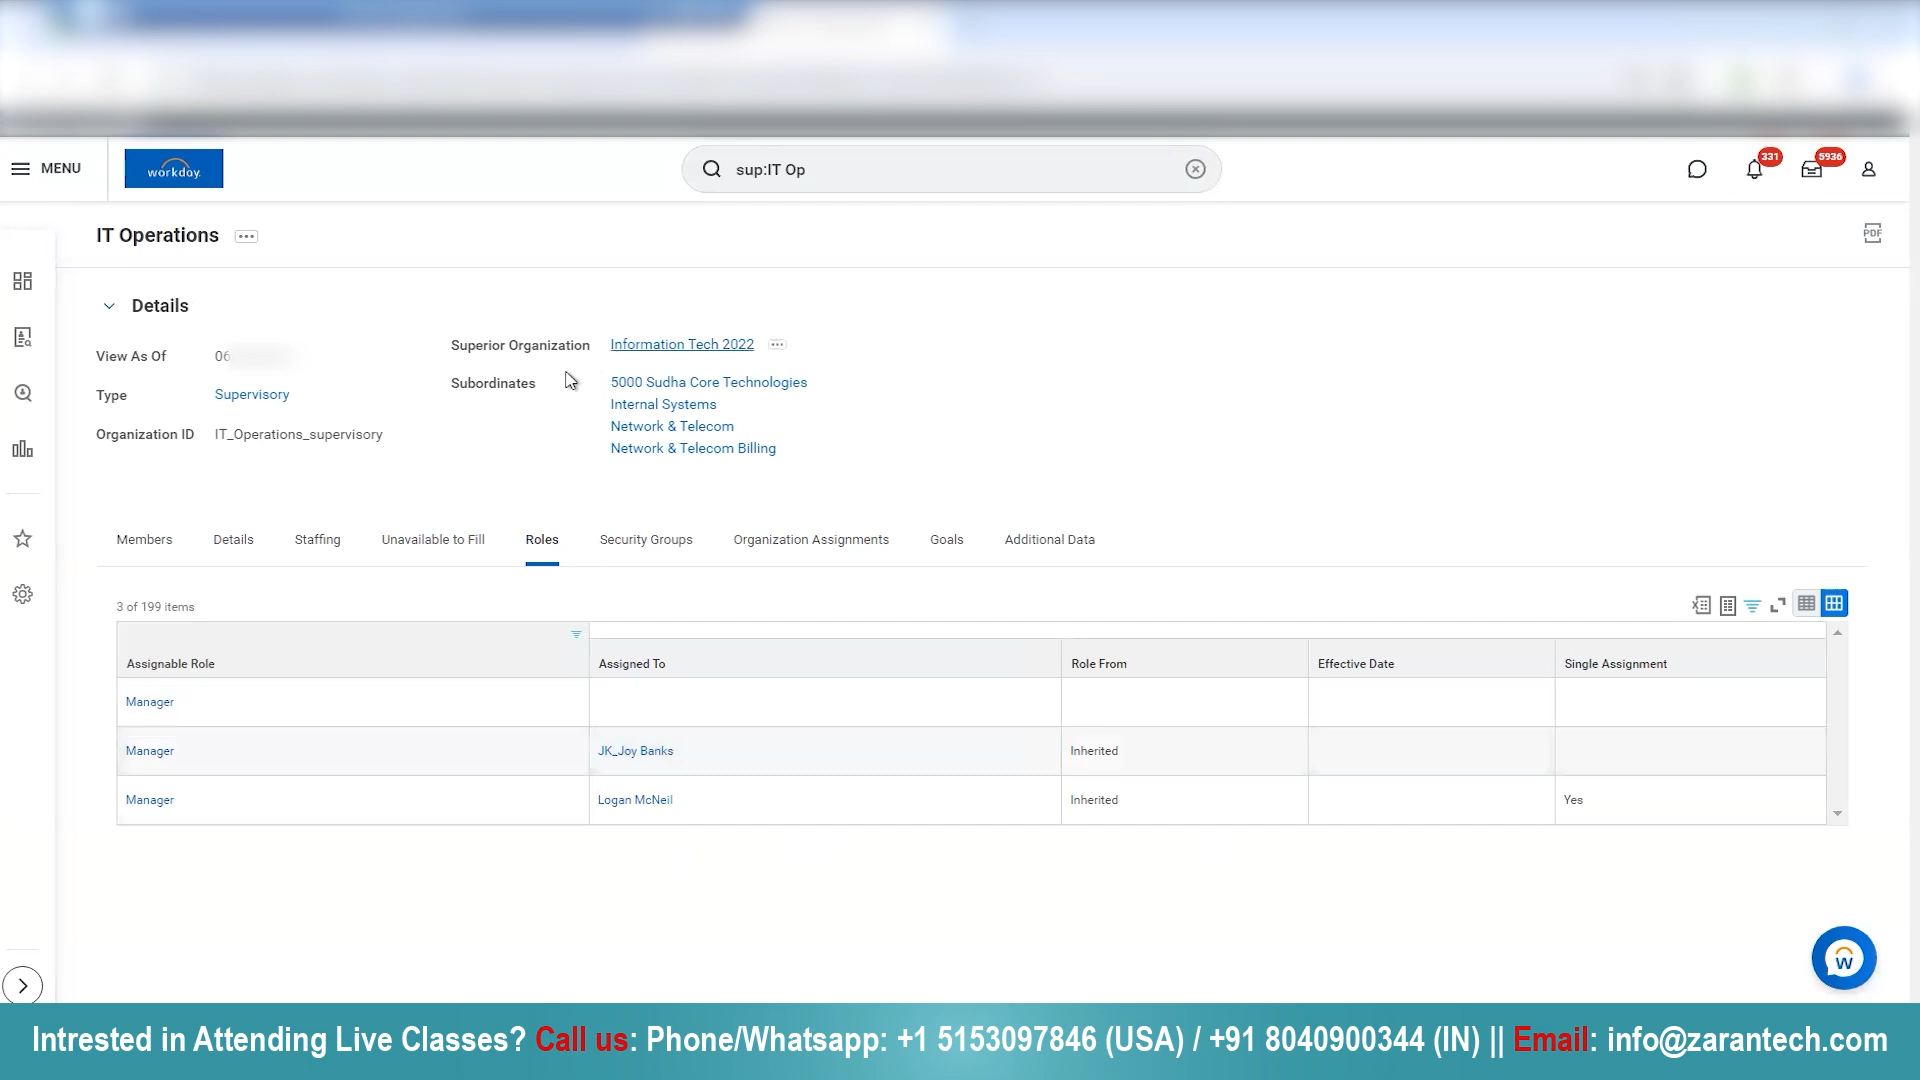 MENU
workday.
sup:IT Op
331
5936
IT Operations
PDF
Details
View As Of
06
Superior Organization
Information Tech 2022
Type
Supervisory
Subordinates
5000 Sudha Core Technologies
Internal Systems
Network & Telecom
Network & Telecom Billing
Organization ID
IT_Operations_supervisory
Members
Details
Staffing
Unavailable to Fill
Roles
Security Groups
Organization Assignments
Goals
Additional Data
3 of 199 items
Assignable Role
Assigned To
Role From
Effective Date
Single Assignment
Manager
Manager
JK_Joy Banks
Inherited
Manager
Logan McNeil
Inherited
Yes
W
Intrested in Attending Live Classes? Call us: Phone/Whatsapp: +1 5153097846 (USA) / +91 8040900344 (IN) || Email: info@zarantech.com